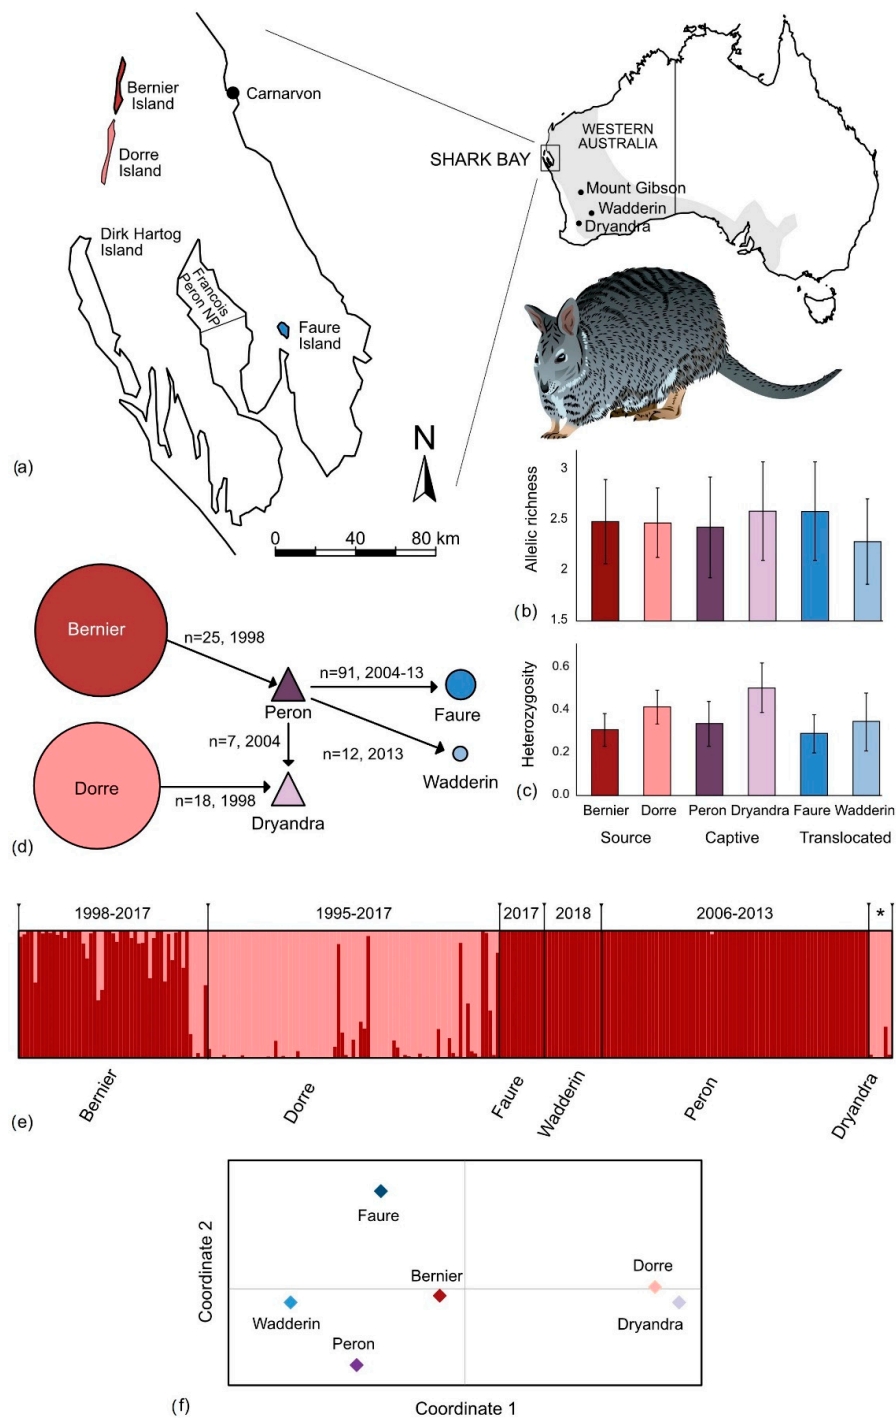 Bernier
Island
Carnarvon
Dorre
Island
Dirk Hartog
Island
Francois
Peron NP
Faure
Island
N
0 40 80 km
(a)
WESTERN
AUSTRALIA
SHARK BAY
Mount Gibson
Wadderin
Dryandra
3
2.5
2
1.5
Allelic richness
(b)
0.6
0.4
0.2
0.0
Heterozygosity
(c)
Bernier Dorre Peron Dryandra Faure Wadderin
Source Captive Translocated
Bernier
n=25, 1998
Peron
n=91, 2004-13
Faure
n=7, 2004
n=12, 2013
Wadderin
Dorre
n=18, 1998
Dryandra
(d)
1998-2017 1995-2017 2017 2018 2006-2013 *
Bernier Dorre Faure Wadderin Peron Dryandra
(e)
Coordinate 2
Faure
Bernier
Dorre
Wadderin
Dryandra
Peron
(f)
Coordinate 1